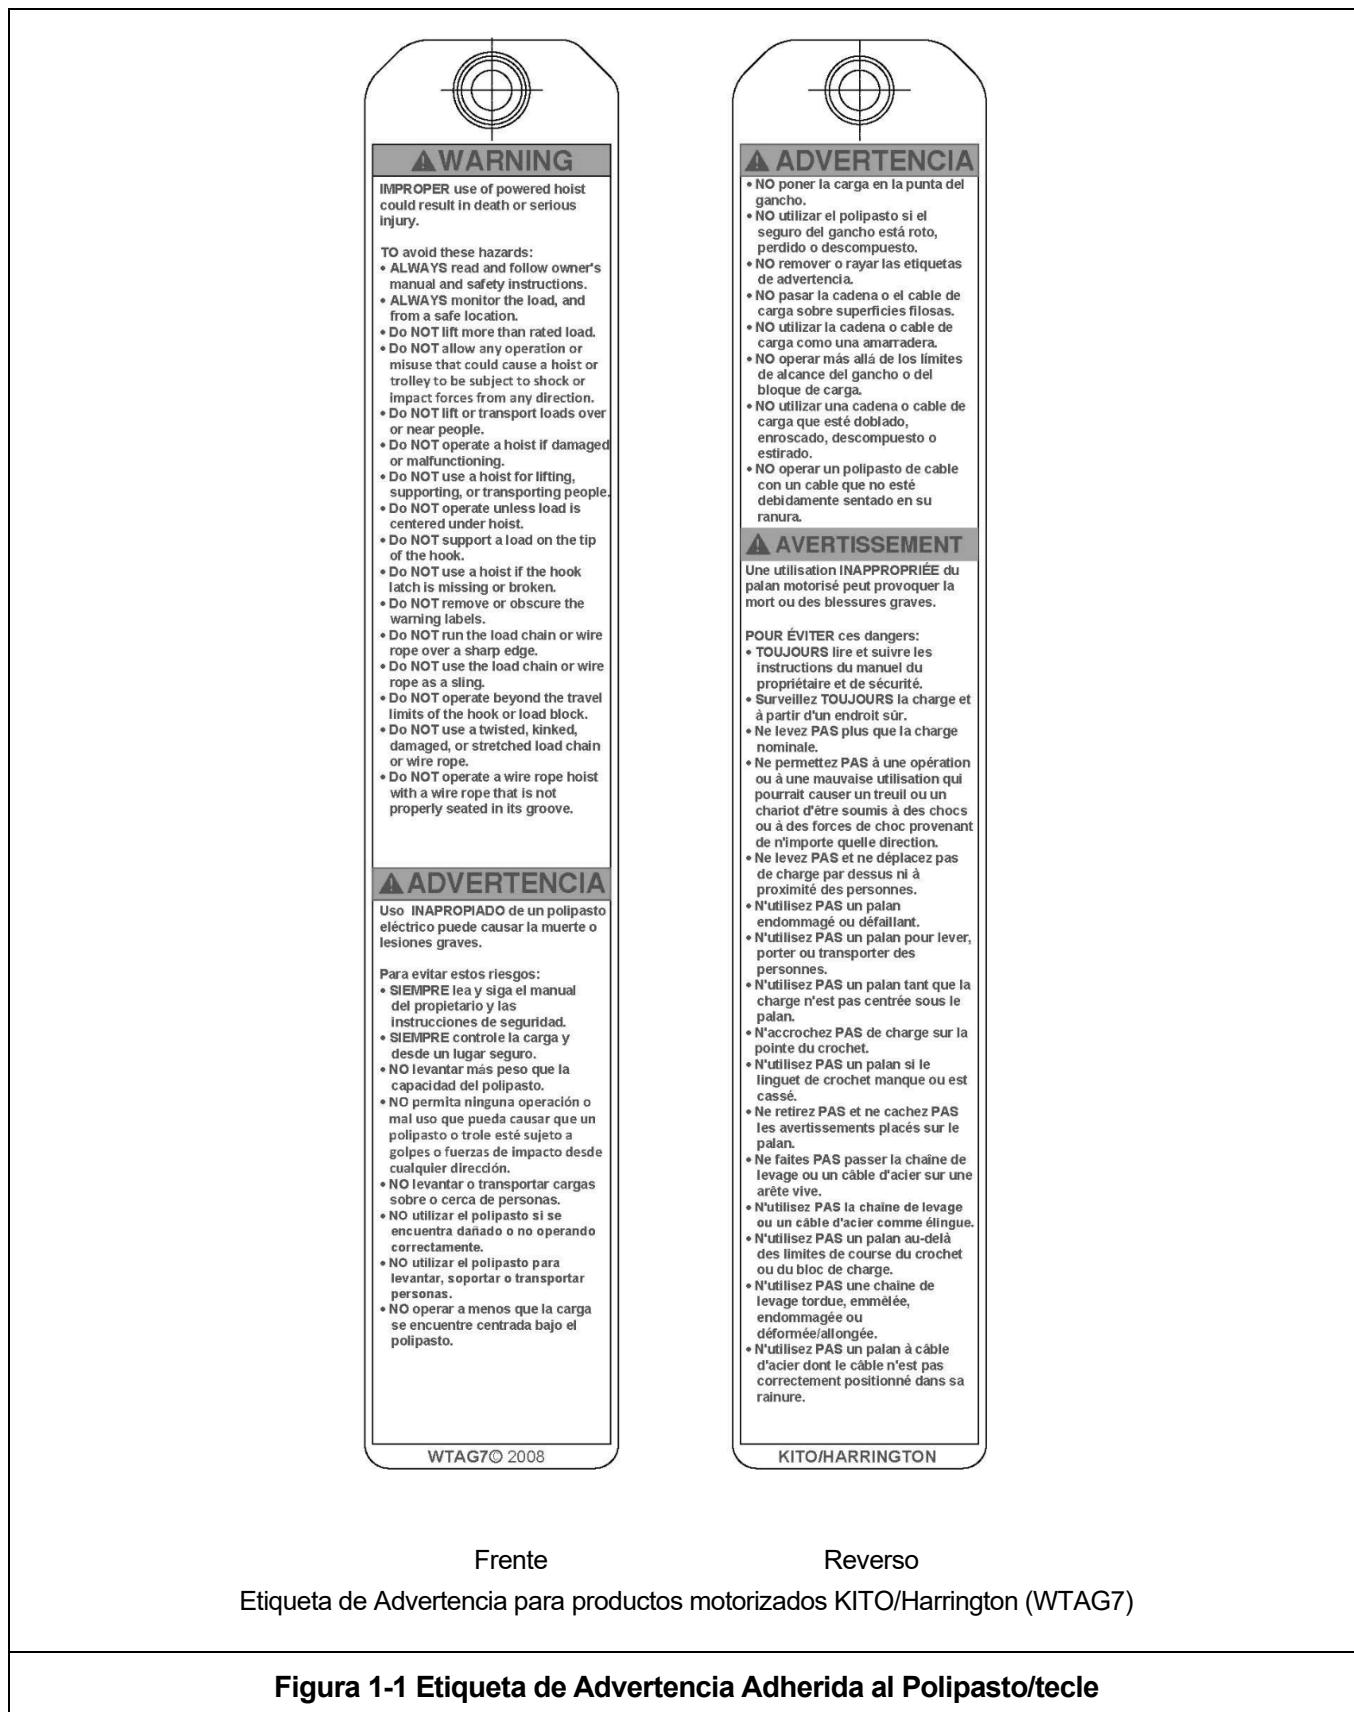 WARNING
IMPROPER use of powered hoist
could result in death or serious
injury.
TO avoid these hazards:
• ALWAYS read and follow owner's
manual and safety instructions.
• ALWAYS monitor the load, and
from a safe location.
• Do NOT lift more than rated load.
• Do NOT allow any operation or
misuse that could cause a hoist or
trolley to be subject to shock or
impact forces from any direction.
• Do NOT lift or transport loads over
or near people.
• Do NOT operate a hoist if damaged
or malfunctioning.
• Do NOT use a hoist for lifting,
supporting, or transporting people.
• Do NOT operate unless load is
centered under hoist.
• Do NOT support a load on the tip
of the hook.
• Do NOT use a hoist if the hook
latch is missing or broken.
• Do NOT remove or obscure the
warning labels.
• Do NOT run the load chain or wire
rope over a sharp edge.
• Do NOT use the load chain or wire
rope as a sling.
• Do NOT operate beyond the travel
limits of the hook or load block.
• Do NOT use a twisted, kinked,
damaged, or stretched load chain
or wire rope.
• Do NOT operate a wire rope hoist
with a wire rope that is not
properly seated in its groove.
ADVERTENCIA
Uso INAPROPIADO de un polipasto
eléctrico puede causar la muerte o
lesiones graves.
Para evitar estos riesgos:
• SIEMPRE lea y siga el manual
del propietario y las
instrucciones de seguridad.
• SIEMPRE controle la carga y
desde un lugar seguro.
• NO levantar más peso que la
capacidad del polipasto.
• NO permita ninguna operación o
mal uso que pueda causar que un
polipasto o trole esté sujeto a
golpes o fuerzas de impacto desde
cualquier dirección.
• NO levantar o transportar cargas
sobre o cerca de personas.
• NO utilizar el polipasto si se
encuentra dañado o no operando
correctamente.
• NO utilizar el polipasto para
levantar, soportar o transportar
personas.
• NO operar a menos que la carga
se encuentre centrada bajo el
polipasto.
WTAG7© 2008
ADVERTENCIA
• NO poner la carga en la punta del
gancho.
• NO utilizar el polipasto si el
seguro del gancho está roto,
perdido o descompuesto.
• NO remover o rayar las etiquetas
de advertencia.
• NO pasar la cadena o el cable de
carga sobre superficies filosas.
• NO utilizar la cadena o cable de
carga como una amarradera.
• NO operar más allá de los límites
de alcance del gancho o del
bloque de carga.
• NO utilizar una cadena o cable de
carga que esté doblado,
enroscado, descompuesto o
estirado.
• NO operar un polipasto de cable
con un cable que no esté
debidamente sentado en su
ranura.
AVERTISSEMENT
Une utilisation INAPPROPRIÉE du
palan motorisé peut provoquer la
mort ou des blessures graves.
POUR ÉVITER ces dangers:
• TOUJOURS lire et suivre les
instructions du manuel du
propriétaire et de sécurité.
• Surveillez TOUJOURS la charge et
à partir d'un endroit sûr.
• Ne levez PAS plus que la charge
nominale.
• Ne permettez PAS à une opération
ou à une mauvaise utilisation qui
pourrait causer un treuil ou un
chariot d'être soumis à des chocs
ou à des forces de choc provenant
de n'importe quelle direction.
• Ne levez PAS et ne déplacez pas
de charge par dessus ni à
proximité des personnes.
• N'utilisez PAS un palan
endommagé ou défaillant.
• N'utilisez PAS un palan pour lever,
porter ou transporter des
personnes.
• N'utilisez PAS un palan tant que la
charge n'est pas centrée sous le
palan.
• N'accrochez PAS de charge sur la
pointe du crochet.
• N'utilisez PAS un palan si le
linguet de crochet manque ou est
cassé.
• Ne retirez PAS et ne cachez PAS
les avertissements placés sur le
palan.
• Ne faites PAS passer la chaîne de
levage ou un câble d'acier sur une
arête vive.
• N'utilisez PAS la chaîne de levage
ou un câble d'acier comme élingue.
• N'utilisez PAS un palan au-delà
des limites de course du crochet
ou du bloc de charge.
• N'utilisez PAS une chaîne de
levage tordue, emmêlée,
endommagée ou
déformée/allongée.
• N'utilisez PAS un palan à câble
d'acier dont le câble n'est pas
correctement positionné dans sa
rainure.
KITO/HARRINGTON
Frente Reverso
Etiqueta de Advertencia para productos motorizados KITO/Harrington (WTAG7)
Figura 1-1 Etiqueta de Advertencia Adherida al Polipasto/tecle